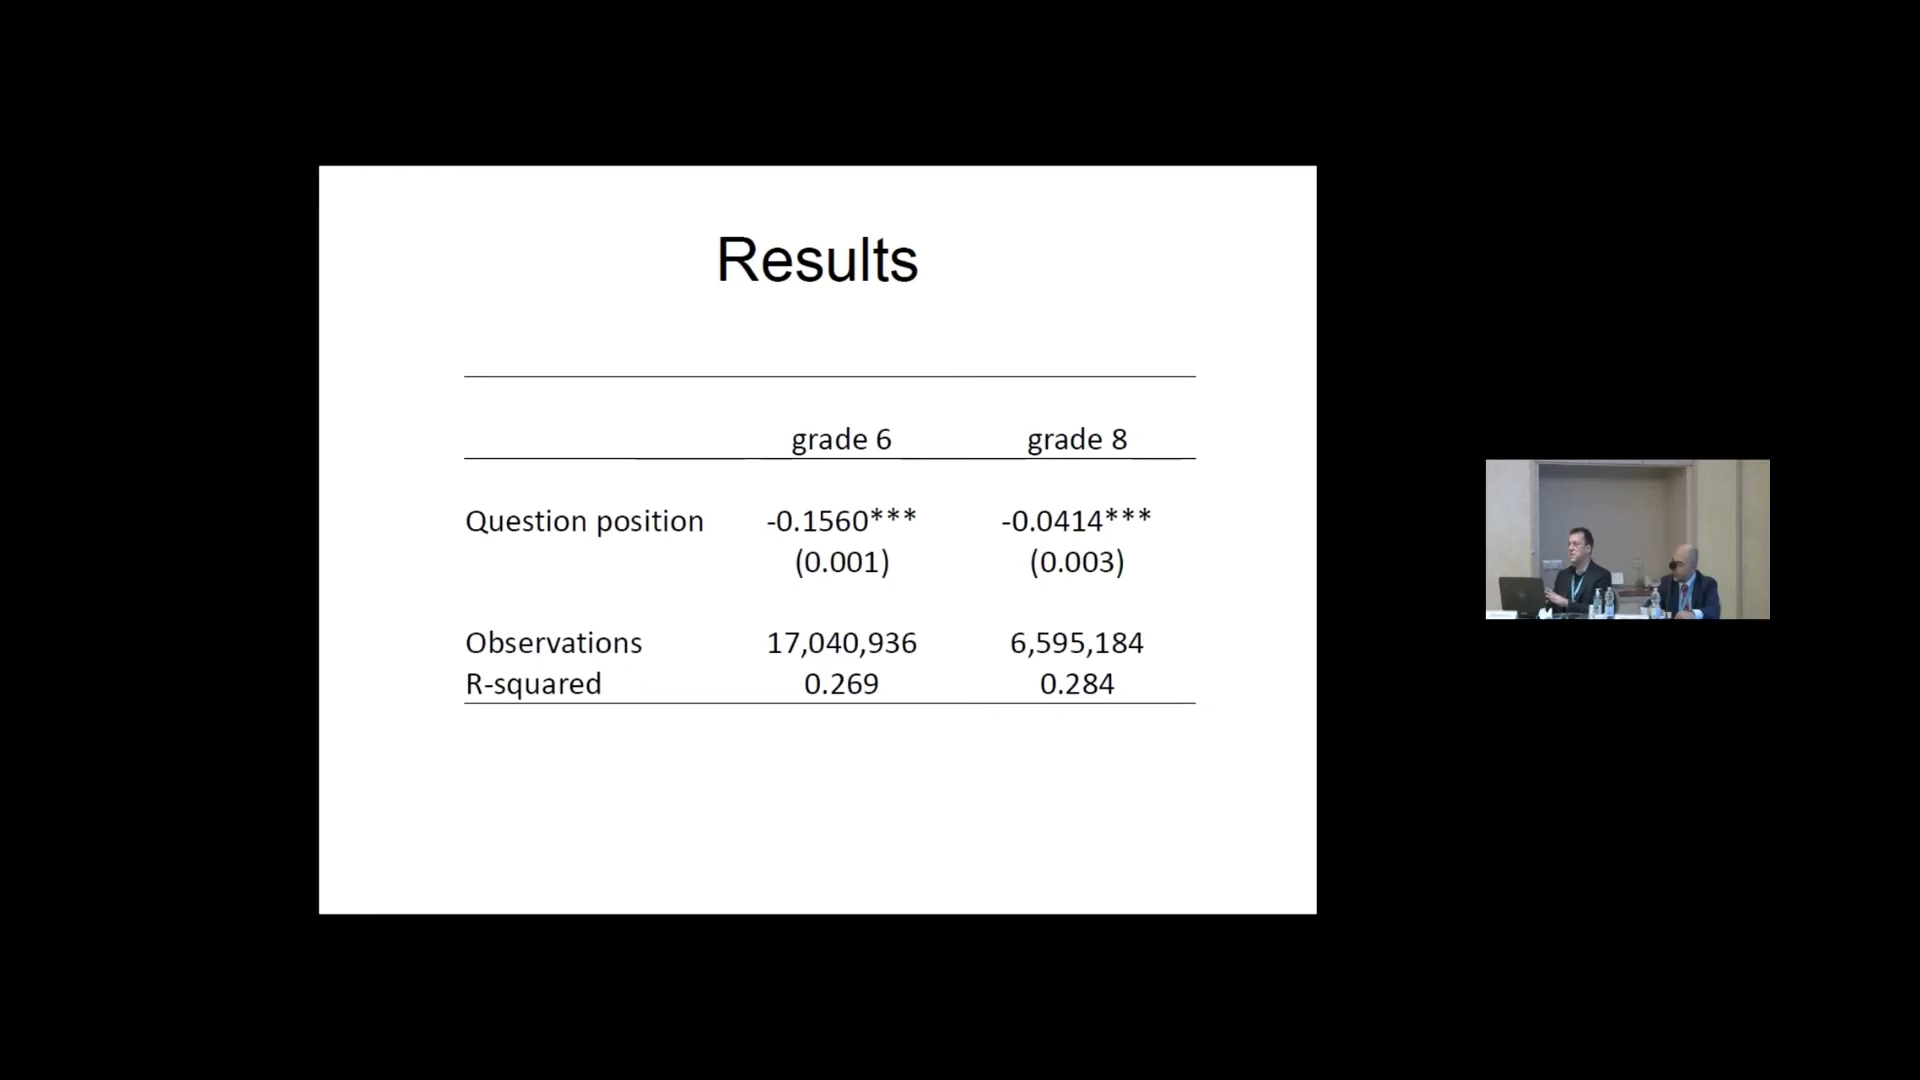 Results
grade 6 grade 8
Question position -0.1560*** -0.0414***
(0.001) (0.003)
Observations 17,040,936 6,595,184
R-squared 0.269 0.284